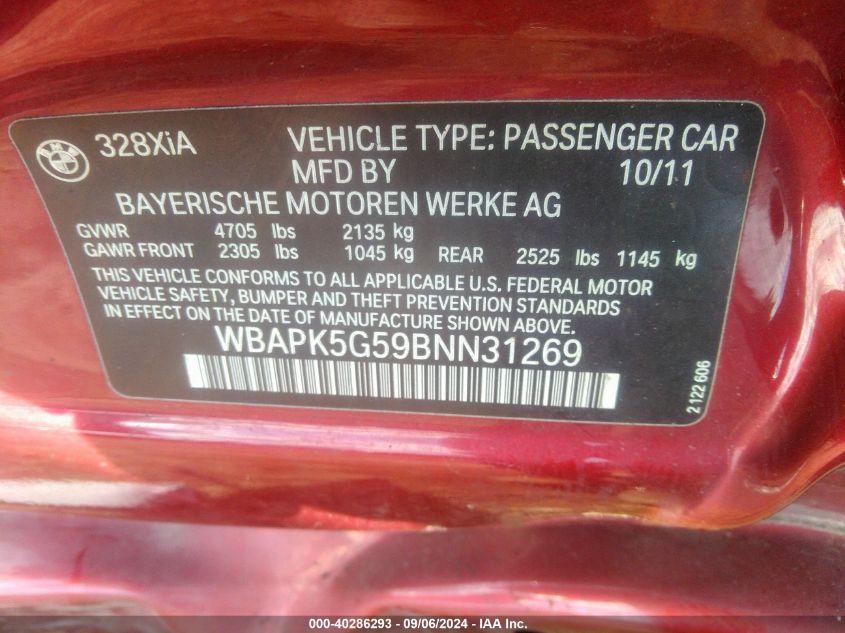 BMW
328XiA VEHICLE TYPE: PASSENGER CAR
MFD BY 10/11
BAYERISCHE MOTOREN WERKE AG
GVWR 4705 lbs 2135 kg
GAWR FRONT 2305 lbs 1045 kg REAR 2525 lbs 1145 kg
THIS VEHICLE CONFORMS TO ALL APPLICABLE U.S. FEDERAL MOTOR
VEHICLE SAFETY, BUMPER AND THEFT PREVENTION STANDARDS
IN EFFECT ON THE DATE OF MANUFACTURE SHOWN ABOVE.
WBAPK5G59BNN31269
2 122 606
000-40286293 - 09/06/2024 - IAA Inc.